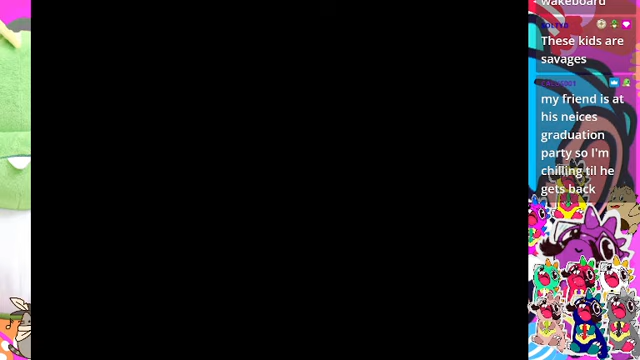 wakeboard
These kids are
savages
my friend is at
his neices
graduation
party so I'm
chilling til he
gets back